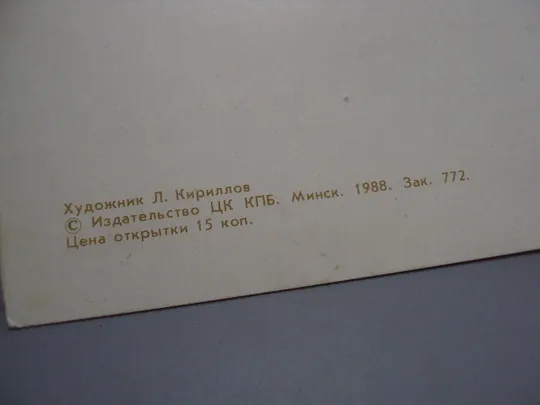 Художник Л. Кириллов
© Издательство ЦК КПБ. Минск. 1988. Зак. 772.
Цена открытки 15 коп.